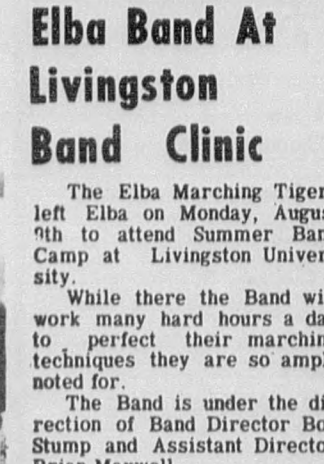 Elba Band At
Livingston
Band Clinic
The Elba Marching Tiger
left Elba on Monday, Augus
9th to attend Summer Ban
Camp at Livingston Univer
sity.
While there the Band wi
work many hard hours a da
to perfect their marchin
techniques they are so ampl
noted for.
The Band is under the di
rection of Band Director Bo
Stump and Assistant Directo